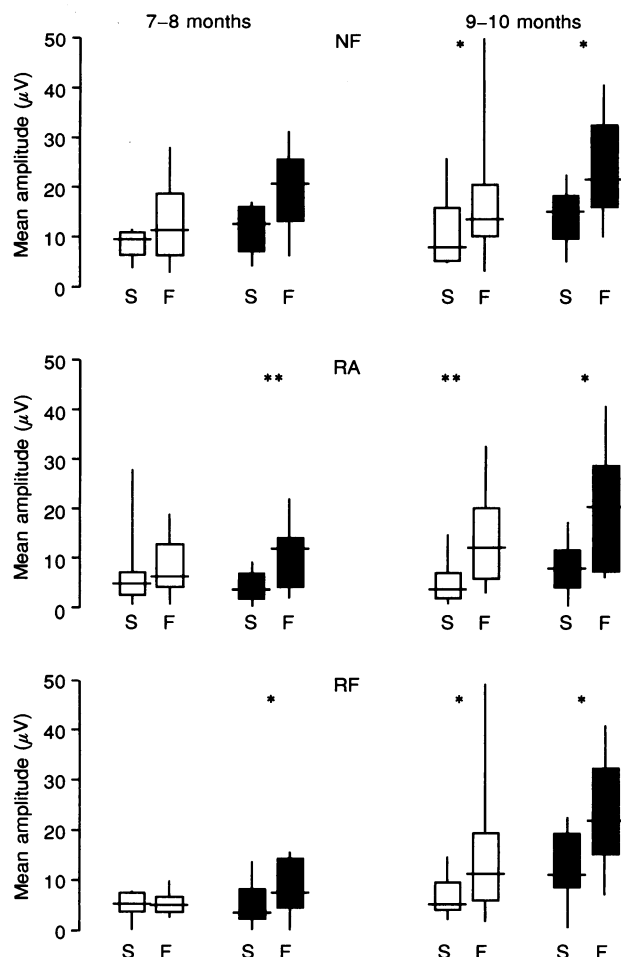 7–8 months 9–10 months
NF
Mean amplitude (μV)
50
40
30
20
10
0
* *
S F S F S F S F
RA
Mean amplitude (μV)
50
40
30
20
10
0
** ** *
S F S F S F S F
RF
Mean amplitude (μV)
50
40
30
20
10
0
* * *
S F S F S F S F